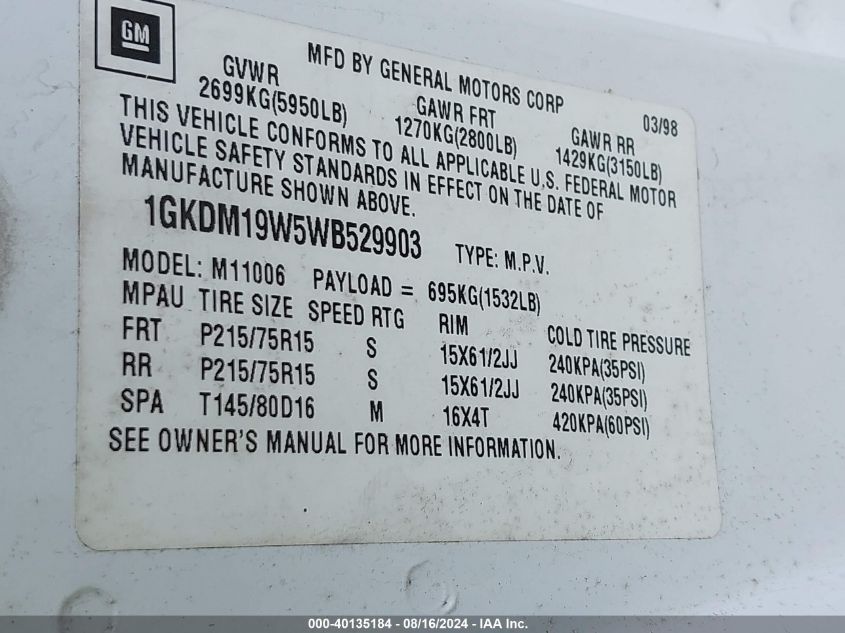 GM
MFD BY GENERAL MOTORS CORP 03/98
GVWR GAWR FRT GAWR RR
2699KG(5950LB) 1270KG(2800LB) 1429KG(3150LB)
THIS VEHICLE CONFORMS TO ALL APPLICABLE U.S. FEDERAL MOTOR
VEHICLE SAFETY STANDARDS IN EFFECT ON THE DATE OF
MANUFACTURE SHOWN ABOVE.
1GKDM19W5WB529903 TYPE: M.P.V.
MODEL: M11006 PAYLOAD = 695KG(1532LB)
MPAU TIRE SIZE SPEED RTG RIM COLD TIRE PRESSURE
FRT P215/75R15 S 15X61/2JJ 240KPA(35PSI)
RR P215/75R15 S 15X61/2JJ 240KPA(35PSI)
SPA T145/80D16 M 16X4T 420KPA(60PSI)
SEE OWNER'S MANUAL FOR MORE INFORMATION.
000-40135184 - 08/16/2024 - IAA Inc.